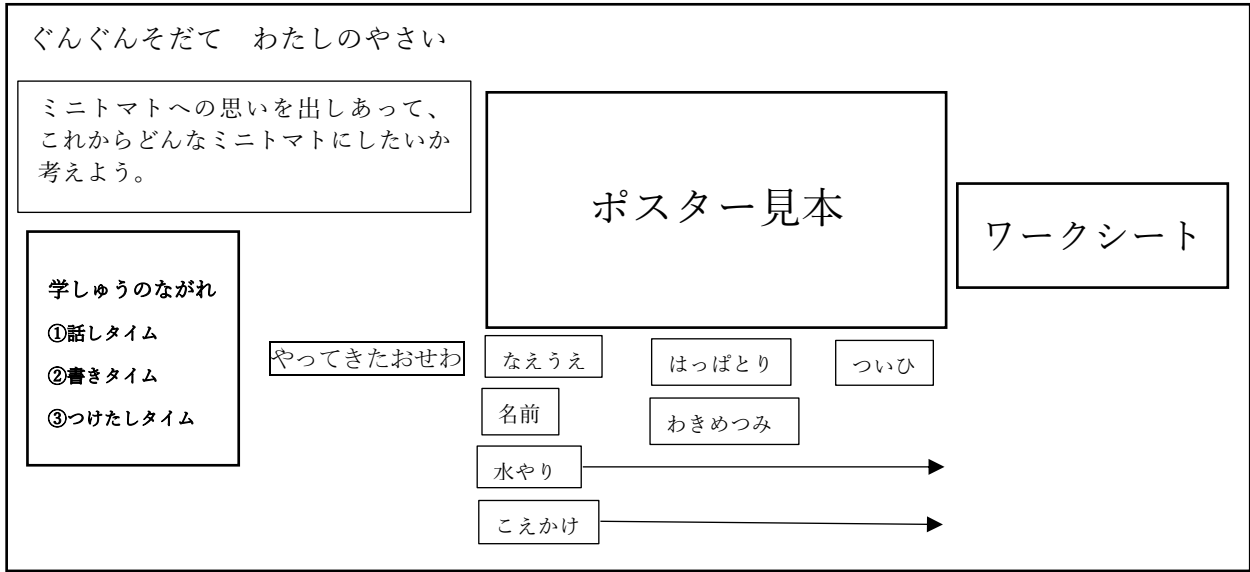 ぐんぐんそだて　わたしのやさい
ミニトマトへの思いを出しあって、
これからどんなミニトマトにしたいか
考えよう。
ポスター見本
ワークシート
学しゅうのながれ
①話しタイム
②書きタイム
③つけたしタイム
やってきたおせわ
なえうえ
はっぱとり
ついひ
名前
わきめつみ
水やり
こえかけ